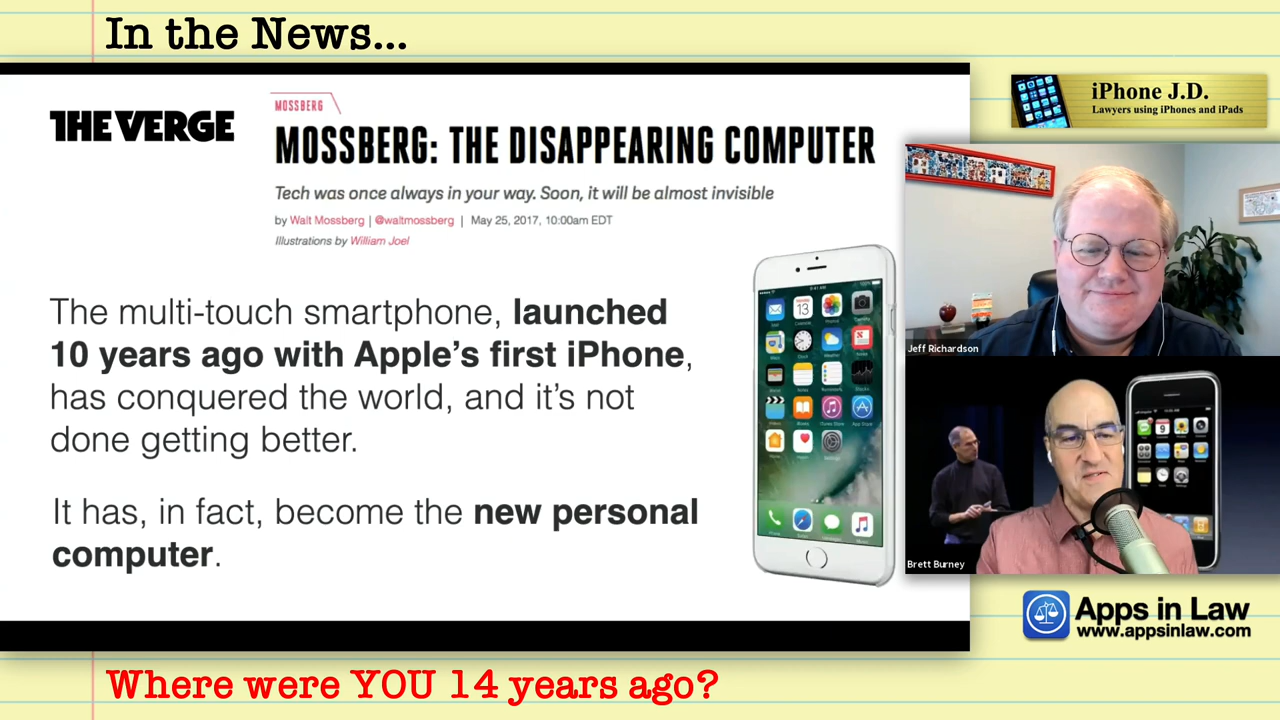 In the News...
THE VERGE
MOSSBERG
MOSSBERG: THE DISAPPEARING COMPUTER
Tech was once always in your way. Soon, it will be almost invisible
by Walt Mossberg | @waltmossberg | May 25, 2017, 10:00am EDT
Illustrations by William Joel
The multi-touch smartphone, launched
10 years ago with Apple’s first iPhone,
has conquered the world, and it’s not
done getting better.
It has, in fact, become the new personal
computer.
iPhone J.D.
Lawyers using iPhones and iPads
Jeff Richardson
Brett Burney
Apps in Law
www.appsinlaw.com
Where were YOU 14 years ago?